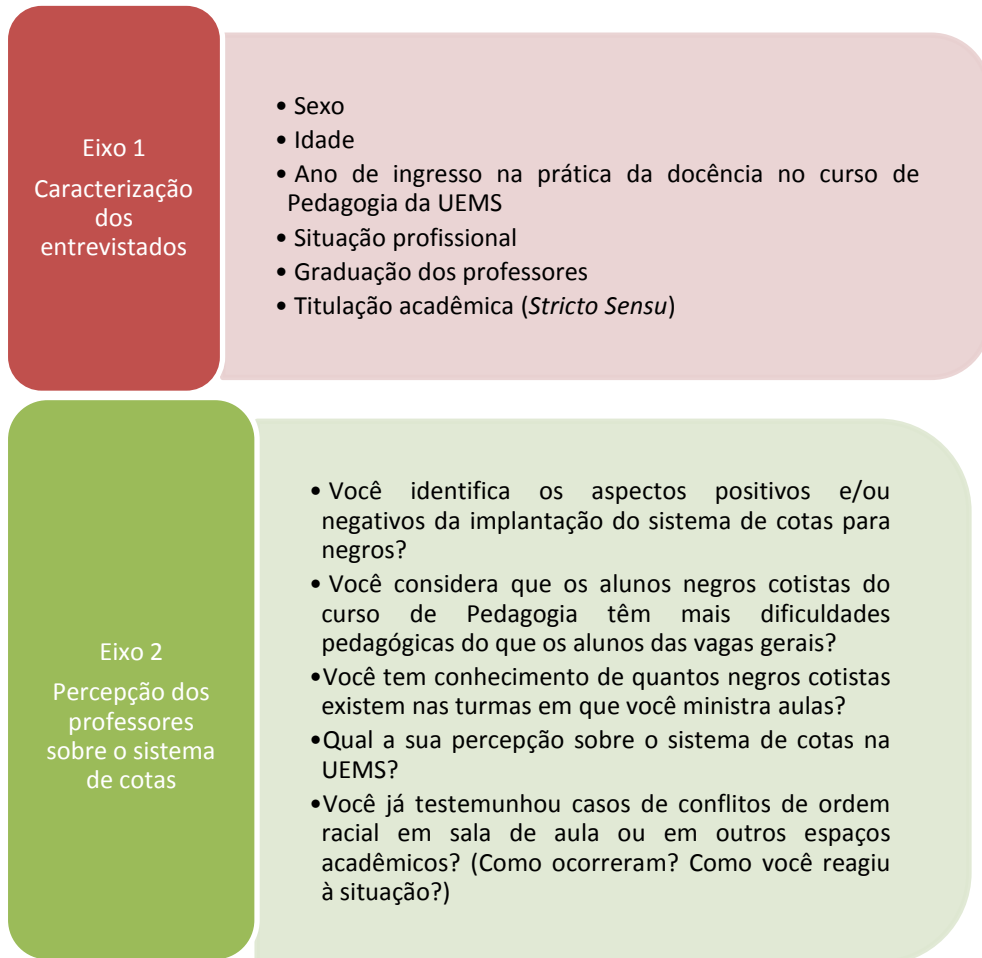 Eixo 1
Caracterização
dos
entrevistados
• Sexo
• Idade
• Ano de ingresso na prática da docência no curso de
Pedagogia da UEMS
• Situação profissional
• Graduação dos professores
• Titulação acadêmica (Stricto Sensu)
Eixo 2
Percepção dos
professores
sobre o sistema
de cotas
• Você identifica os aspectos positivos e/ou
negativos da implantação do sistema de cotas para
negros?
• Você considera que os alunos negros cotistas do
curso de Pedagogia têm mais dificuldades
pedagógicas do que os alunos das vagas gerais?
•Você tem conhecimento de quantos negros cotistas
existem nas turmas em que você ministra aulas?
•Qual a sua percepção sobre o sistema de cotas na
UEMS?
•Você já testemunhou casos de conflitos de ordem
racial em sala de aula ou em outros espaços
acadêmicos? (Como ocorreram? Como você reagiu
à situação?)